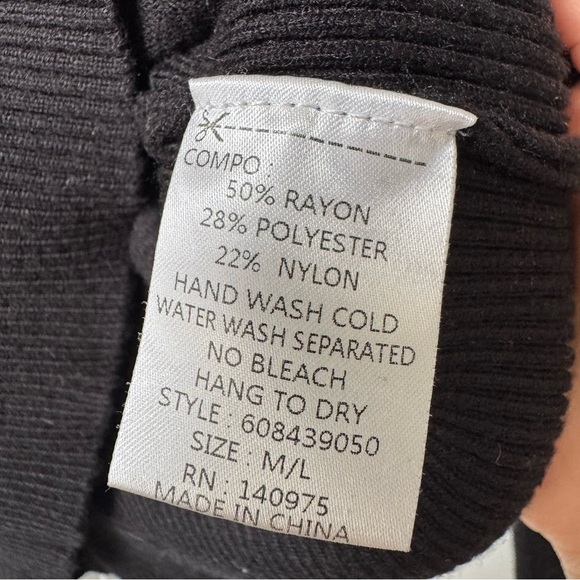 COMPO :
50% RAYON
28% POLYESTER
22% NYLON
HAND WASH COLD
WATER WASH SEPARATED
NO BLEACH
HANG TO DRY
STYLE : 608439050
SIZE : M/L
RN : 140975
MADE IN CHINA